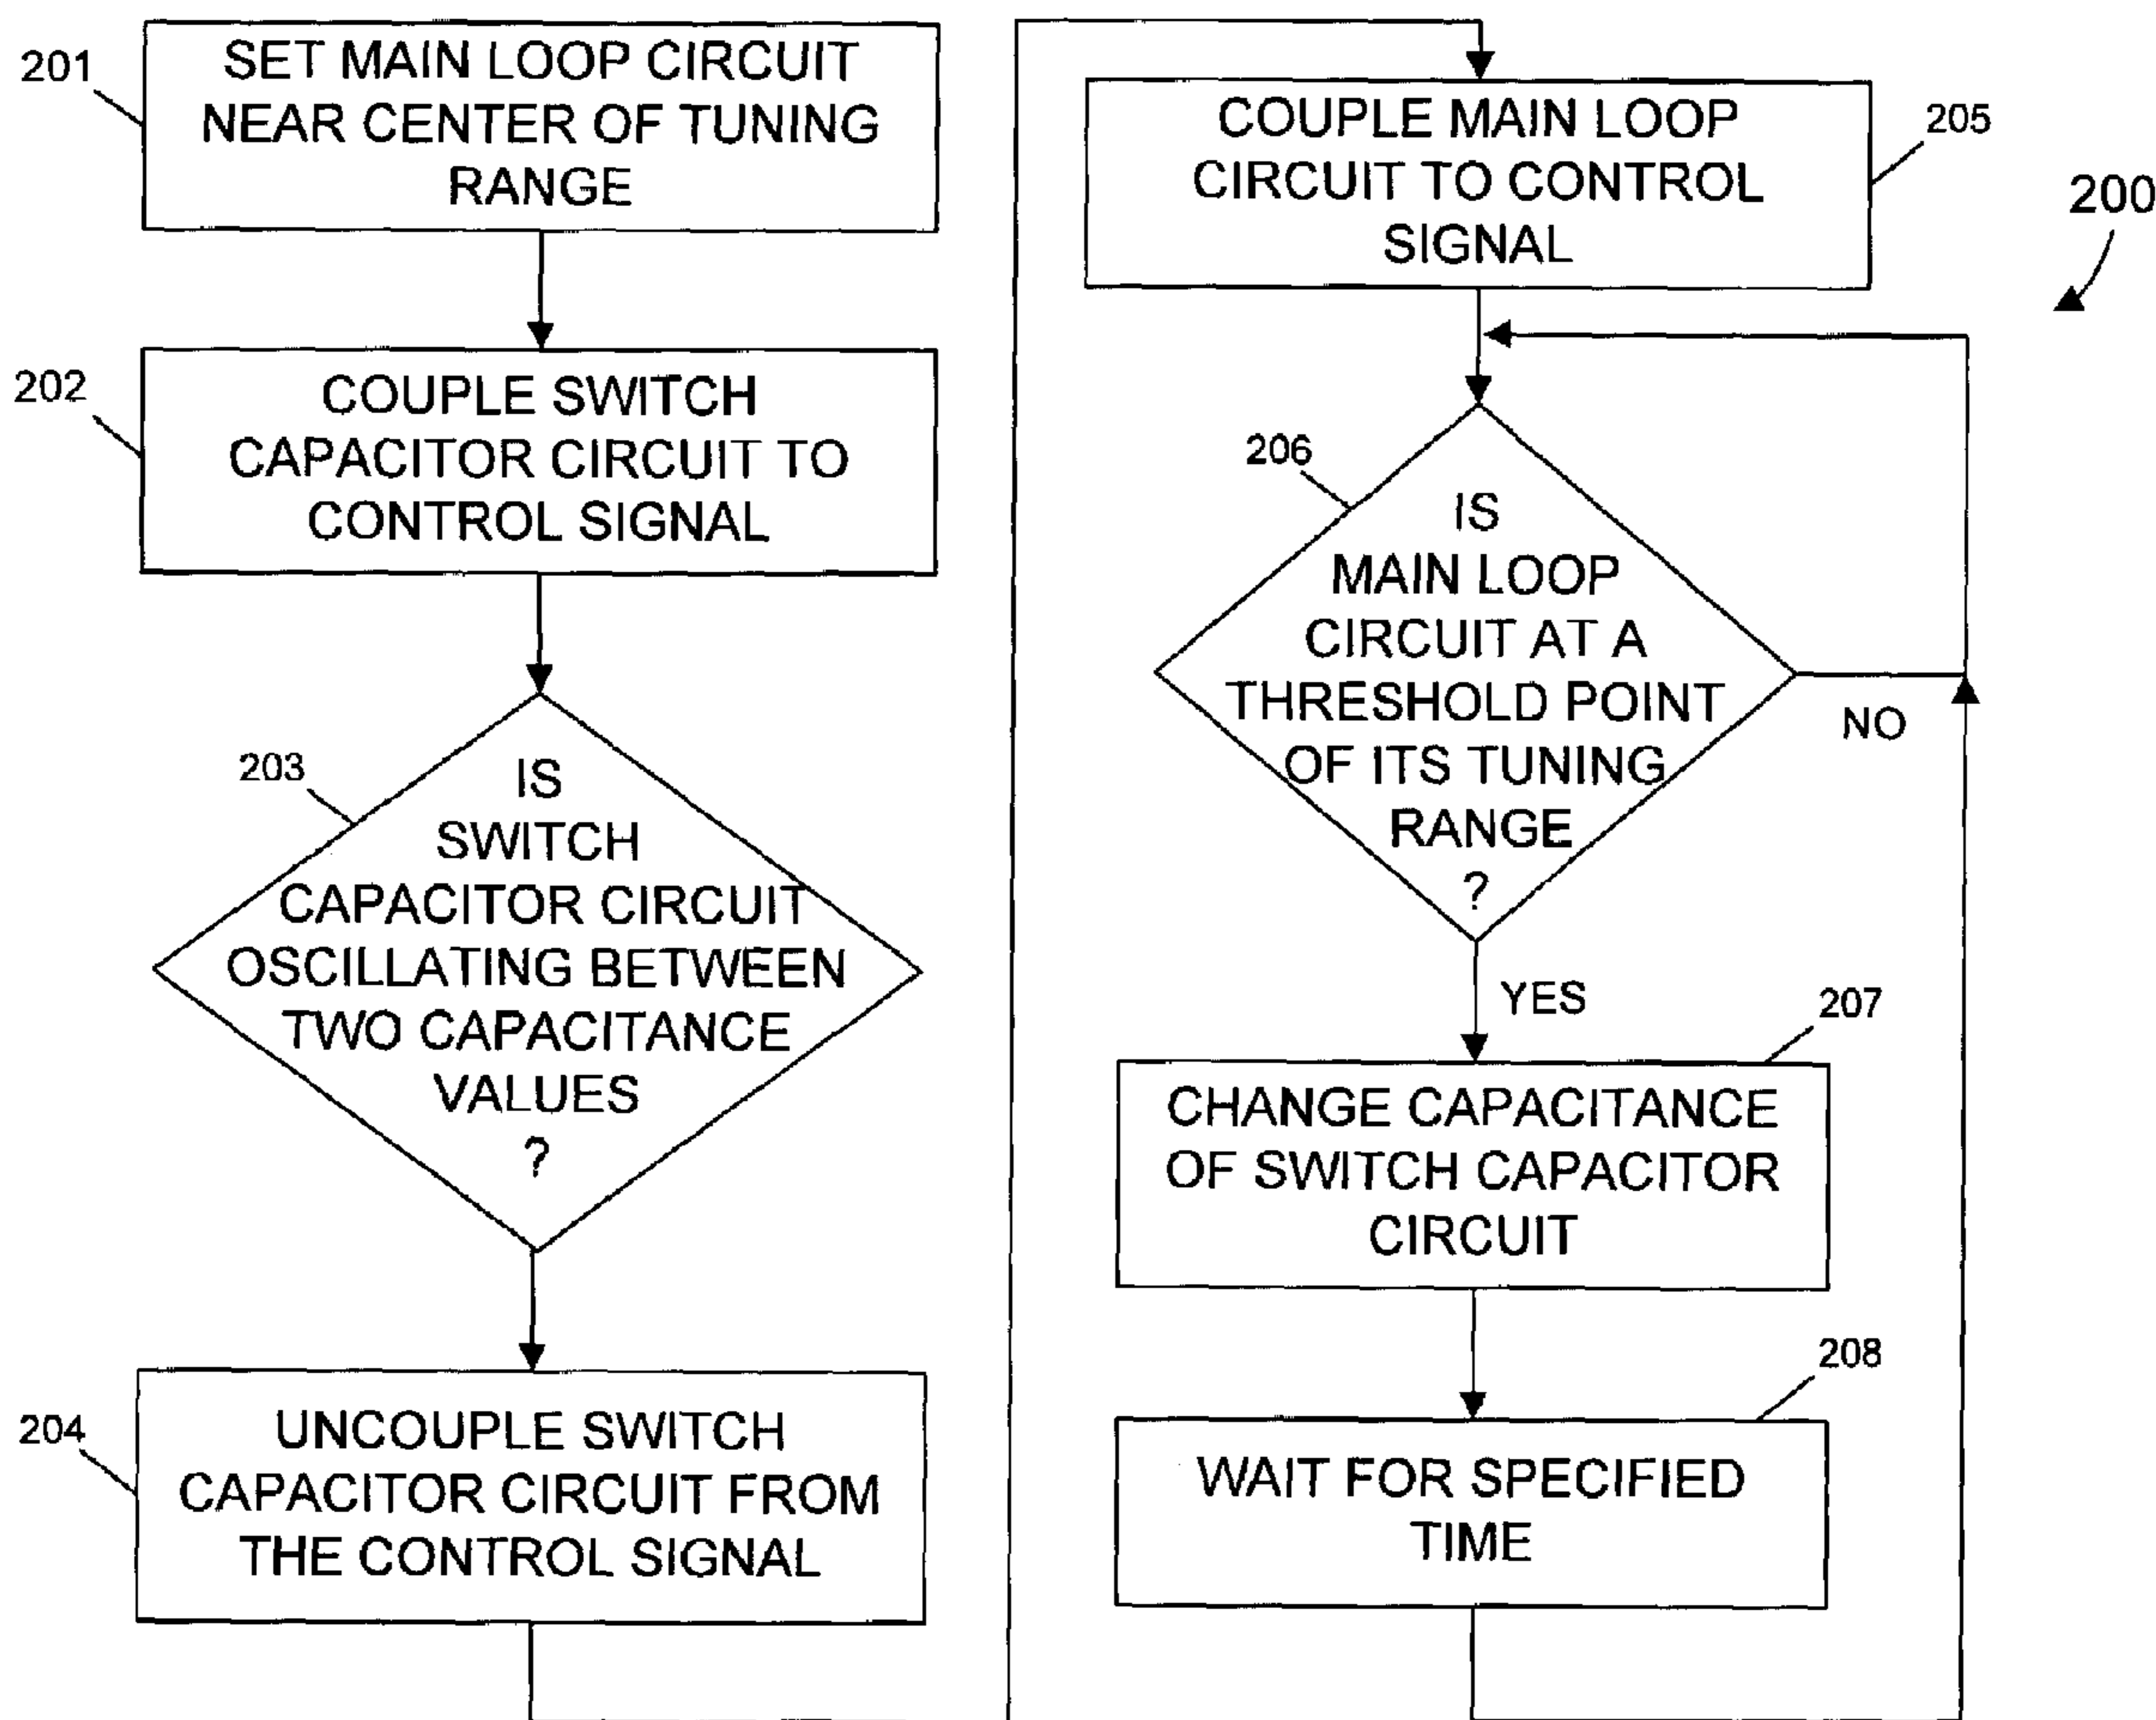 201
SET MAIN LOOP CIRCUIT
NEAR CENTER OF TUNING
RANGE
202
COUPLE SWITCH
CAPACITOR CIRCUIT TO
CONTROL SIGNAL
203
IS
SWITCH
CAPACITOR CIRCUIT
OSCILLATING BETWEEN
TWO CAPACITANCE
VALUES
?
204
UNCOUPLE SWITCH
CAPACITOR CIRCUIT FROM
THE CONTROL SIGNAL
COUPLE MAIN LOOP
CIRCUIT TO CONTROL
SIGNAL
205
200
206
IS
MAIN LOOP
CIRCUIT AT A
THRESHOLD POINT
OF ITS TUNING
RANGE
?
NO
YES
207
CHANGE CAPACITANCE
OF SWITCH CAPACITOR
CIRCUIT
208
WAIT FOR SPECIFIED
TIME